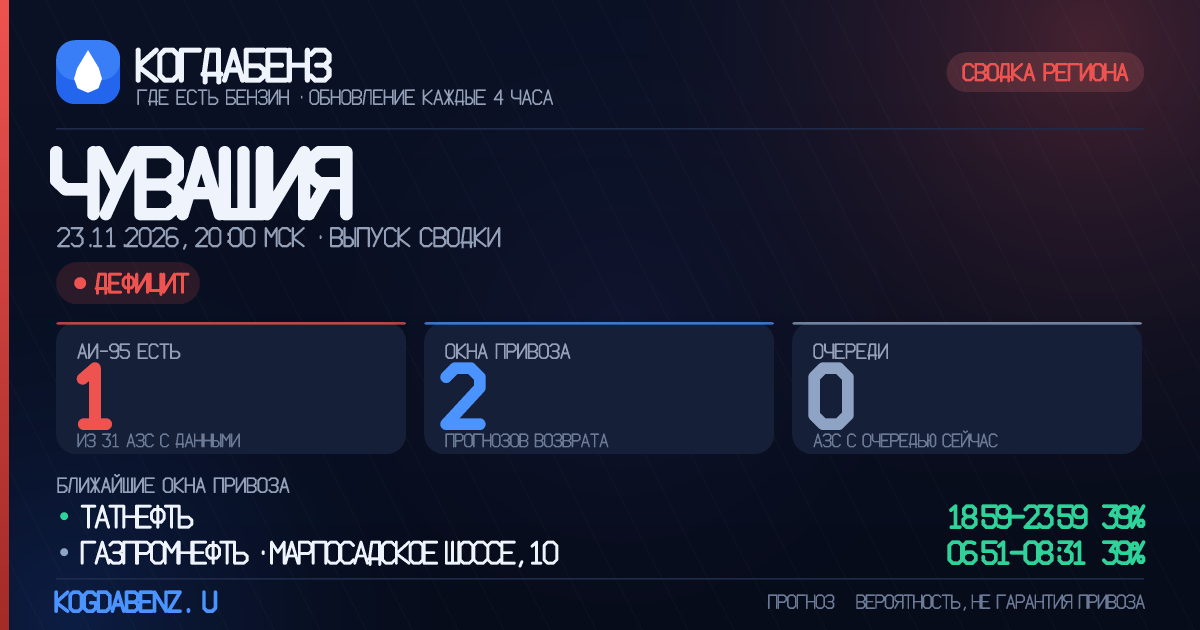 КОГДАБЕНЗ
ГДЕ ЕСТЬ БЕНЗИН · ОБНОВЛЕНИЕ КАЖДЫЕ 4 ЧАСА
СВОДКА РЕГИОНА
ЧУВАШИЯ
23.11.2026, 20:00 МСК · ВЫПУСК СВОДКИ
• ДЕФИЦИТ
АИ-95 ЕСТЬ
1
ИЗ 31 АЗС С ДАННЫМИ
ОКНА ПРИВОЗА
2
ПРОГНОЗОВ ВОЗВРАТА
ОЧЕРЕДИ
0
АЗС С ОЧЕРЕДЬЮ СЕЙЧАС
БЛИЖАЙШИЕ ОКНА ПРИВОЗА
• ТАТНЕФТЬ 18:59–23:59 39%
• ГАЗПРОМНЕФТЬ · МАРПОСАДСКОЕ ШОССЕ, 10 06:51–08:31 39%
KOGDABENZ. U
ПРОГНОЗ ВЕРОЯТНОСТЬ, НЕ ГАРАНТИЯ ПРИВОЗА